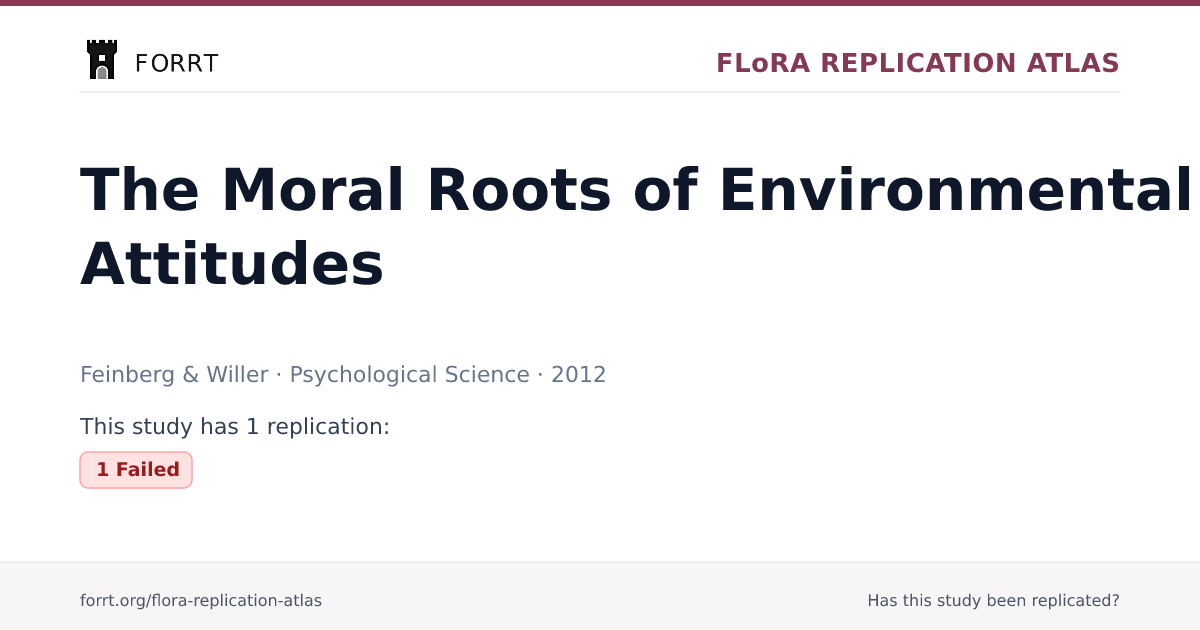 FORRT
FLoRA REPLICATION ATLAS
The Moral Roots of Environmental
Attitudes
Feinberg & Willer · Psychological Science · 2012
This study has 1 replication:
1 Failed
forrt.org/flora-replication-atlas
Has this study been replicated?